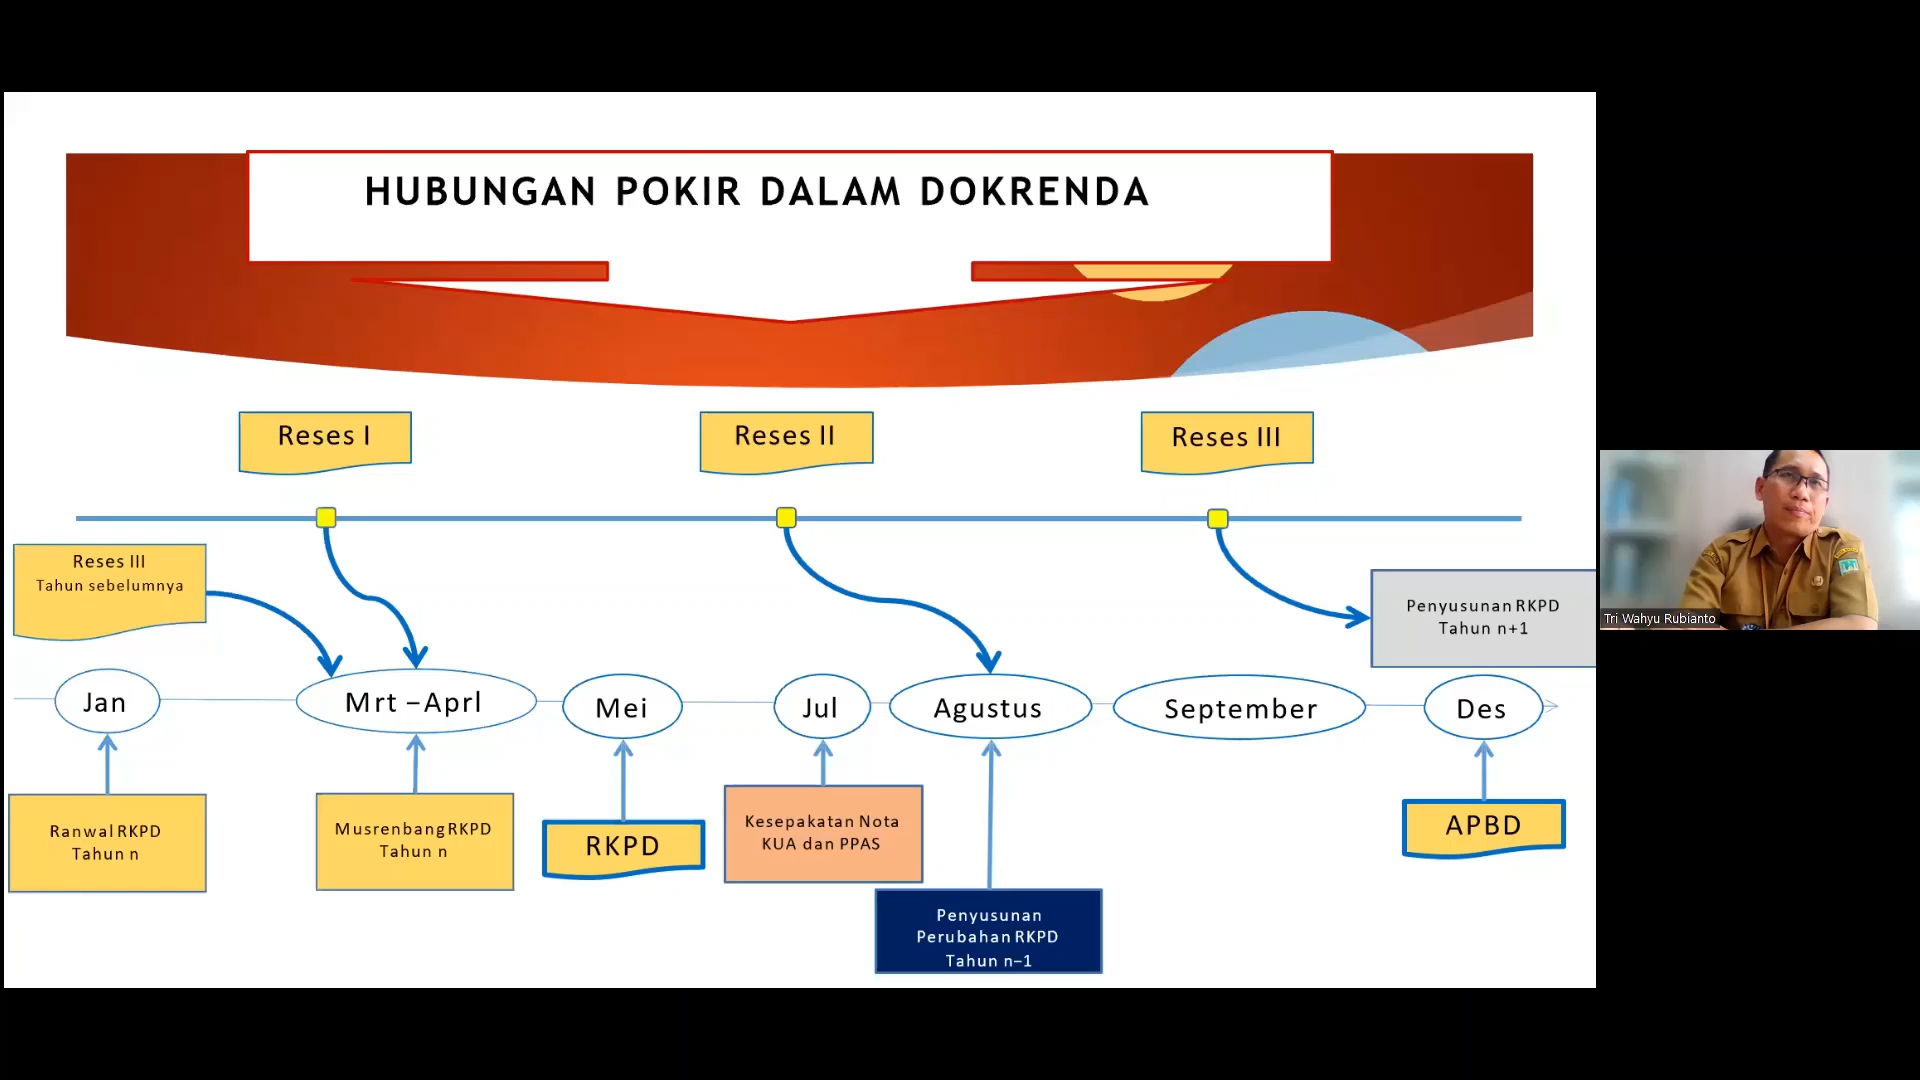 HUBUNGAN POKIR DALAM DOKRENDA
Reses I
Reses II
Reses III
Reses III
Tahun sebelumnya
Penyusunan RKPD
Tahun n+1
Tri Wahyu Rubianto
Jan
Mrt –Aprl
Mei
Jul
Agustus
September
Des
Ranwal RKPD
Tahun n
Musrenbang RKPD
Tahun n
RKPD
Kesepakatan Nota
KUA dan PPAS
APBD
Penyusunan
Perubahan RKPD
Tahun n–1